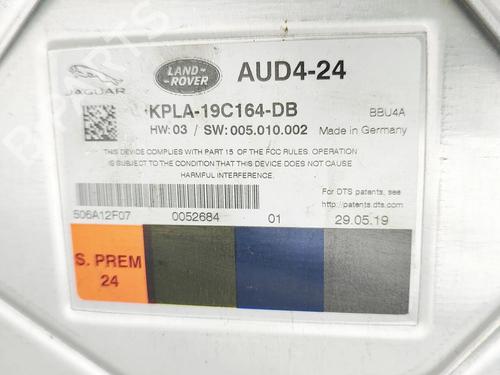 JAGUAR
LAND-
ROVER
AUD4-24
KPLA-19C164-DB
BBU4A
HW: 03 / SW: 005.010.002 Made in Germany
THIS DEVICE COMPLIES WITH PART 15 OF THE FCC RULES. OPERATION
IS SUBJECT TO THE CONDITION THAT THIS DEVICE DOES NOT CAUSE
HARMFUL INTERFERENCE.
For DTS patents, see
http://patents.dts.com
506A12F07 0052684 01 29.05.19
S. PREM
24